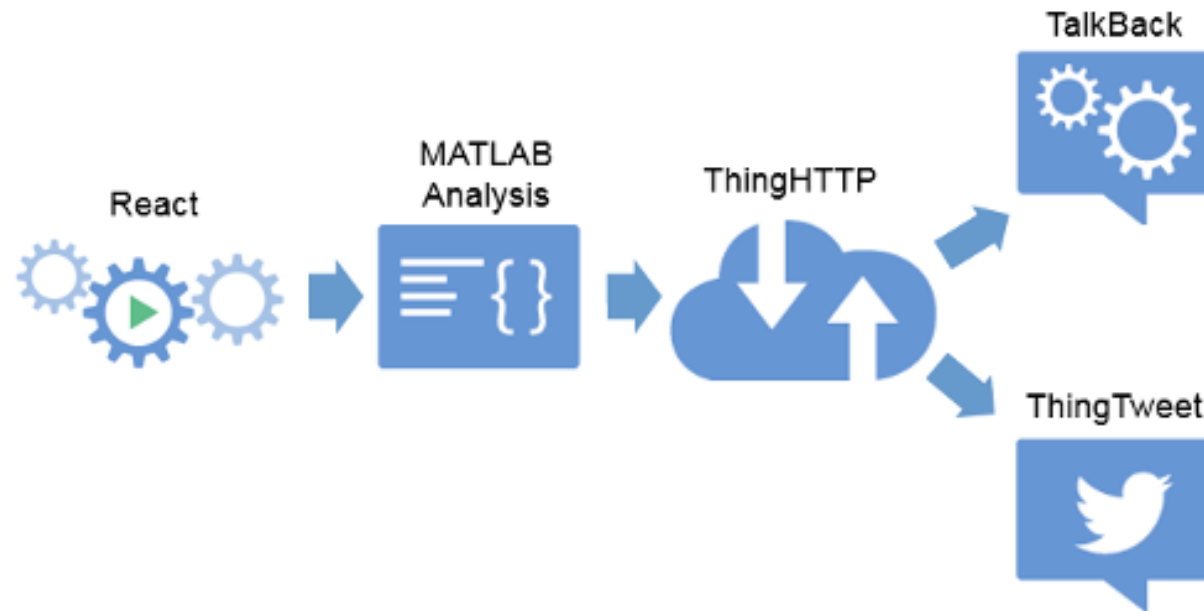 TalkBack
MATLAB
Analysis
ThingHTTP
React
ThingTweet